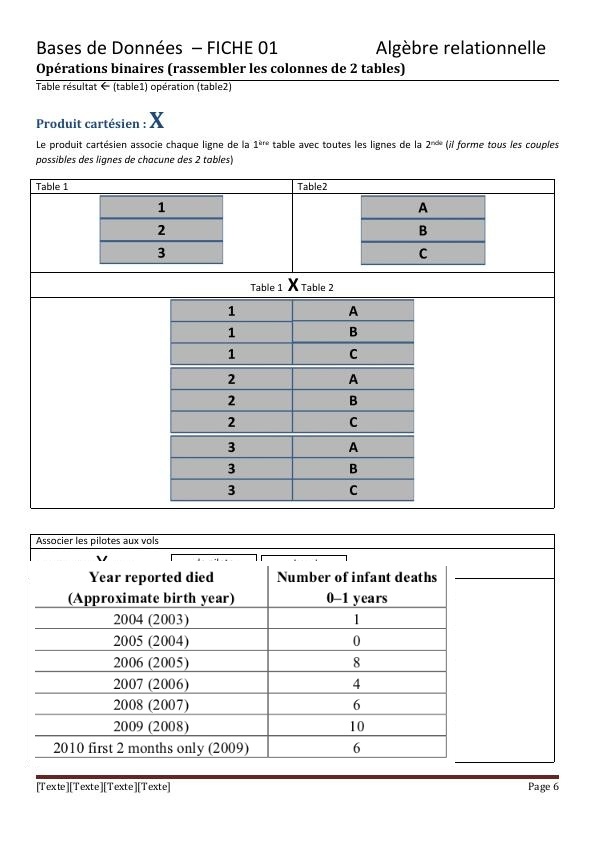 Bases de Données – FICHE 01 Algèbre relationnelle
Opérations binaires (rassembler les colonnes de 2 tables)
Table résultat ← (table1) opération (table2)
Produit cartésien : X
Le produit cartésien associe chaque ligne de la 1ère table avec toutes les lignes de la 2nde (il forme tous les couples
possibles des lignes de chacune des 2 tables)
Table 1 Table2
1 A
2 B
3 C
Table 1 X Table 2
1 A
1 B
1 C
2 A
2 B
2 C
3 A
3 B
3 C
Associer les pilotes aux vols
X
Year reported died Number of infant deaths
(Approximate birth year) 0–1 years
2004 (2003) 1
2005 (2004) 0
2006 (2005) 8
2007 (2006) 4
2008 (2007) 6
2009 (2008) 10
2010 first 2 months only (2009) 6
[Texte][Texte][Texte][Texte] Page 6